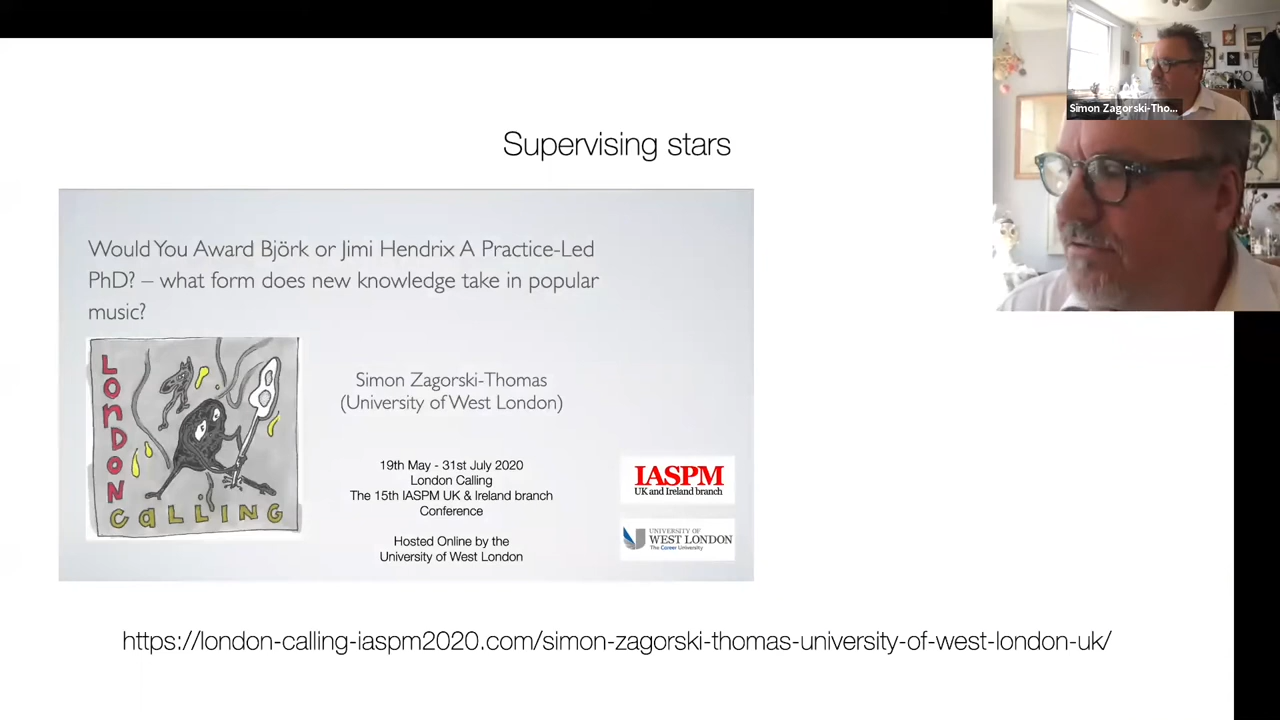 Simon Zagorski-Tho...
Supervising stars
Would You Award Björk or Jimi Hendrix A Practice-Led
PhD? – what form does new knowledge take in popular
music?
LONDON
CALLING
Simon Zagorski-Thomas
(University of West London)
19th May - 31st July 2020
London Calling
The 15th IASPM UK & Ireland branch
Conference
Hosted Online by the
University of West London
IASPM
UK and Ireland branch
UNIVERSITY OF
WEST LONDON
The Career University
https://london-calling-iaspm2020.com/simon-zagorski-thomas-university-of-west-london-uk/